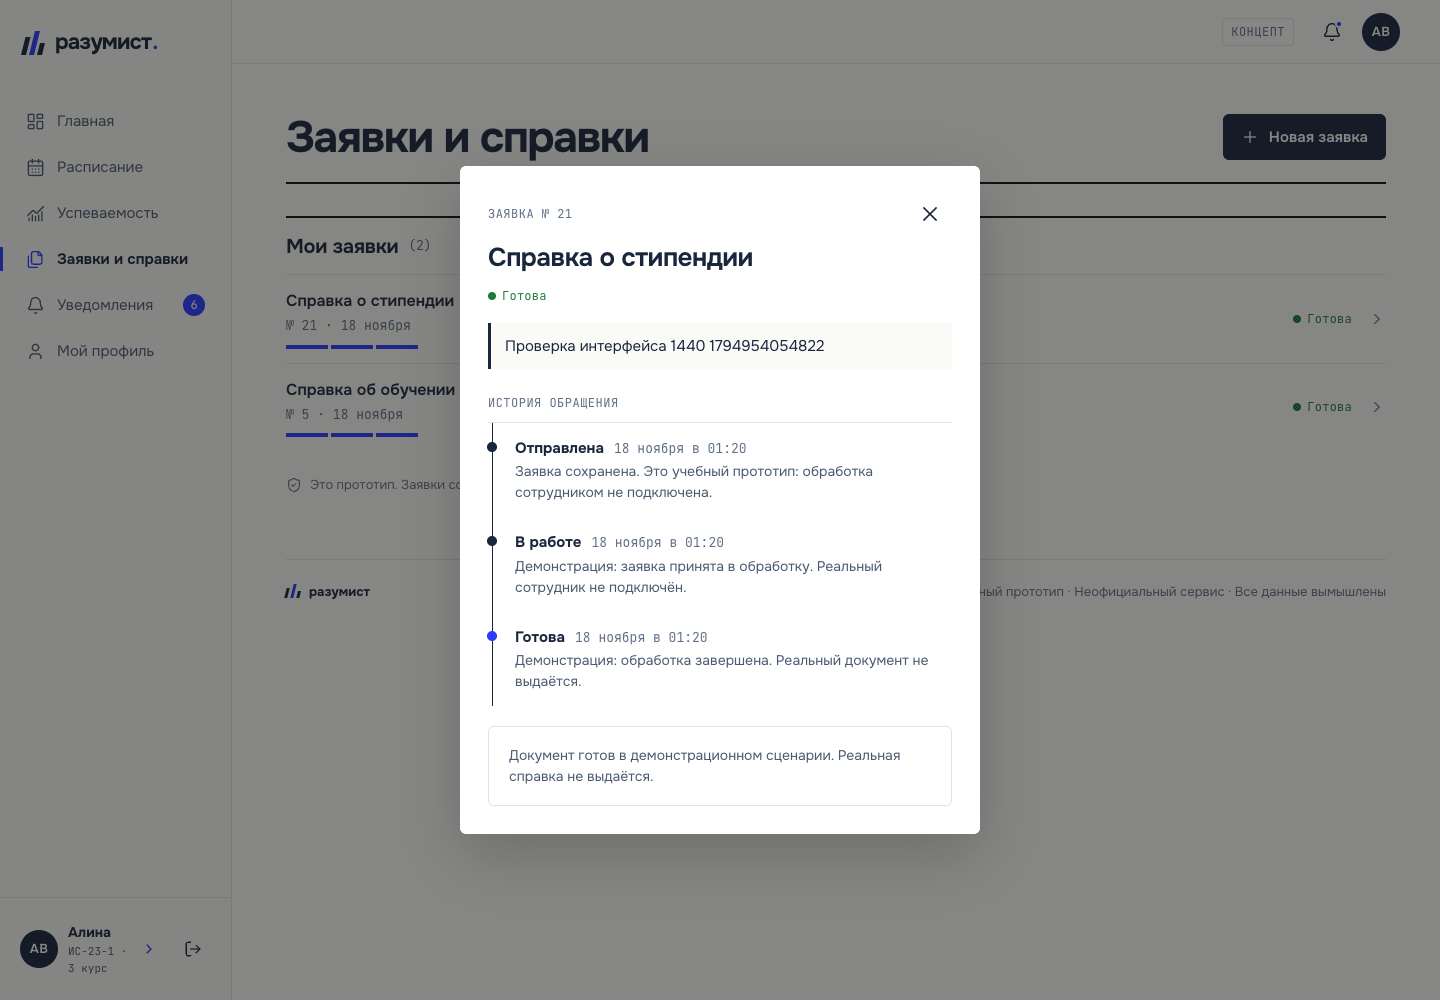 разумист.
КОНЦЕПТ
АВ
Главная
Расписание
Успеваемость
Заявки и справки
Уведомления 6
Мой профиль
Алина
АВ
ИС-23-1 ·
3 курс
Заявки и справки
Новая заявка
Мои заявки (2)
Справка о стипендии
№ 21 · 18 ноября
Готова
Справка об обучении
№ 5 · 18 ноября
Готова
Это прототип. Заявки
разумист
прототип · Неофициальный сервис · Все данные вымышлены
ЗАЯВКА № 21
Справка о стипендии
Готова
Проверка интерфейса 1440 1794954054822
ИСТОРИЯ ОБРАЩЕНИЯ
Отправлена 18 ноября в 01:20
Заявка сохранена. Это учебный прототип: обработка
сотрудником не подключена.
В работе 18 ноября в 01:20
Демонстрация: заявка принята в обработку. Реальный
сотрудник не подключён.
Готова 18 ноября в 01:20
Демонстрация: обработка завершена. Реальный документ не
выдаётся.
Документ готов в демонстрационном сценарии. Реальная
справка не выдаётся.